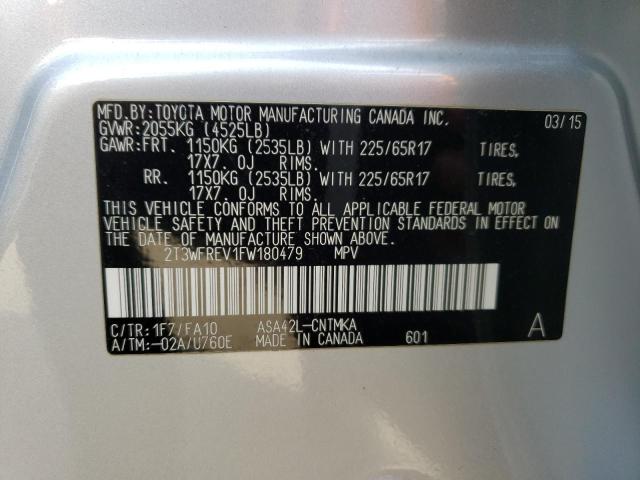 MFD.BY:TOYOTA MOTOR MANUFACTURING CANADA INC. 03/15
GVWR:2055KG (4525LB)
GAWR:FRT. 1150KG (2535LB) WITH 225/65R17 TIRES,
17X7.0J RIMS.
RR. 1150KG (2535LB) WITH 225/65R17 TIRES,
17X7.0J RIMS.
THIS VEHICLE CONFORMS TO ALL APPLICABLE FEDERAL MOTOR
VEHICLE SAFETY AND THEFT PREVENTION STANDARDS IN EFFECT ON
THE DATE OF MANUFACTURE SHOWN ABOVE.
2T3WFREV1FW180479 MPV
C/TR:1F7/FA10 ASA42L-CNTMKA
A/TM:-02A/U760E MADE IN CANADA 601 A